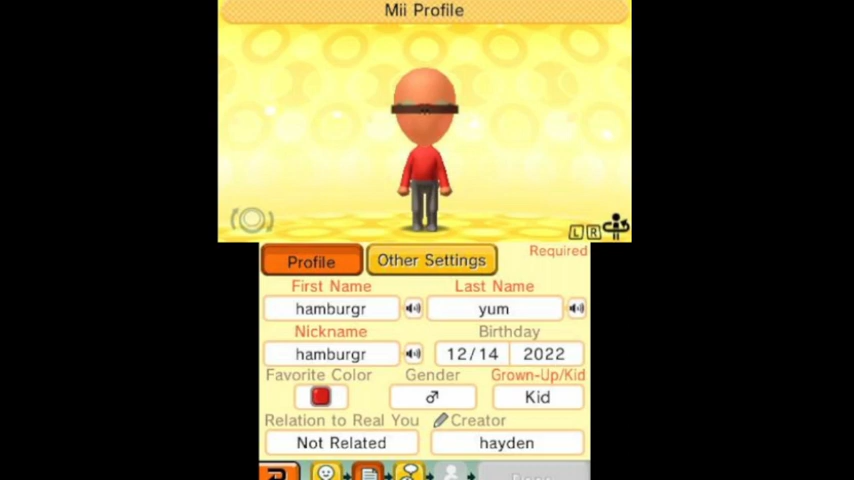 Mii Profile
L R
Profile Other Settings Required
First Name Last Name
hamburgr yum
Nickname Birthday
hamburgr 12/14 2022
Favorite Color Gender Grown-Up/Kid
♂ Kid
Relation to Real You Creator
Not Related hayden
Done